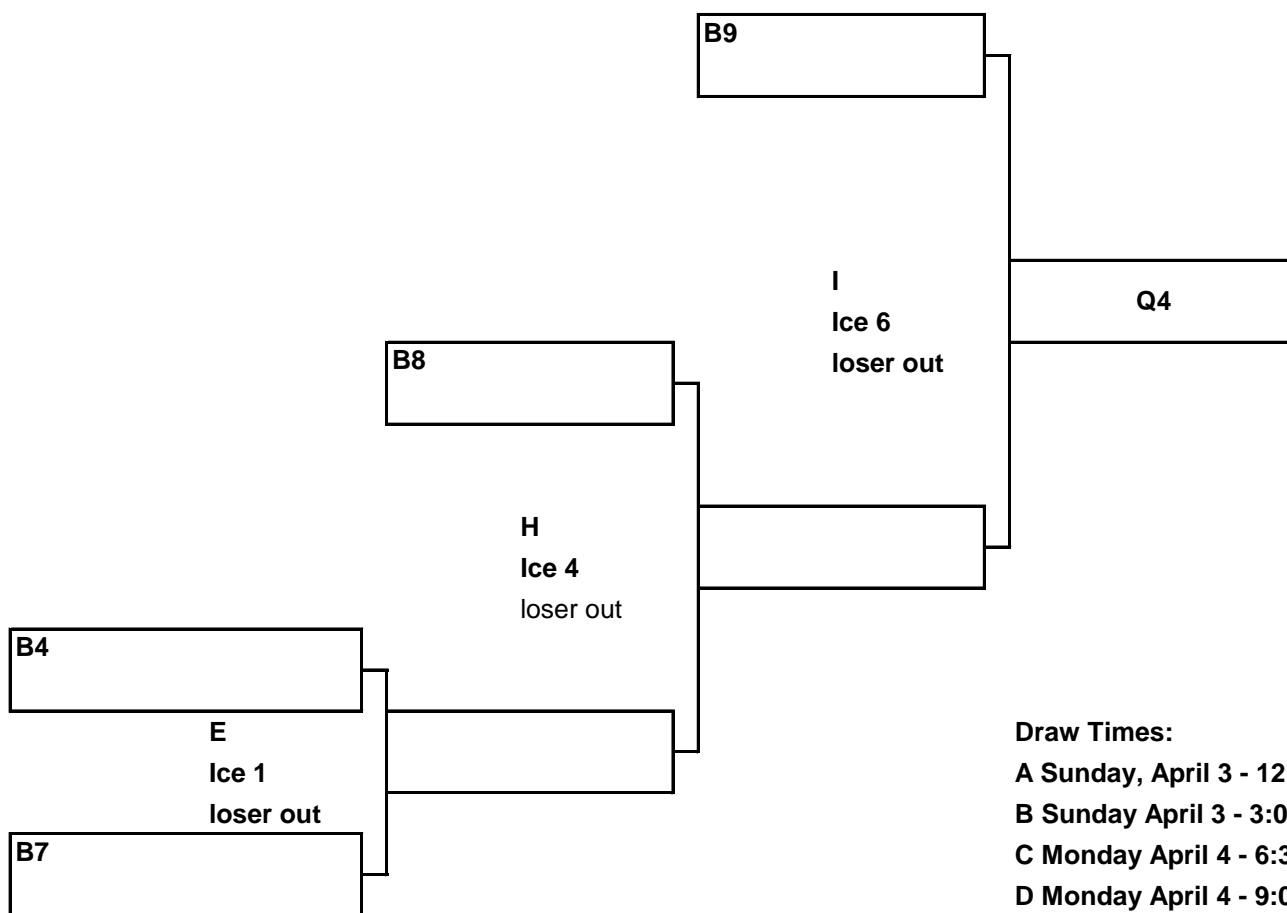 B9
I
Ice 6
loser out
Q4
B8
H
Ice 4
loser out
B4
E
Ice 1
loser out
B7
Draw Times:
A Sunday, April 3 - 12
B Sunday April 3 - 3:0
C Monday April 4 - 6:3
D Monday April 4 - 9:0